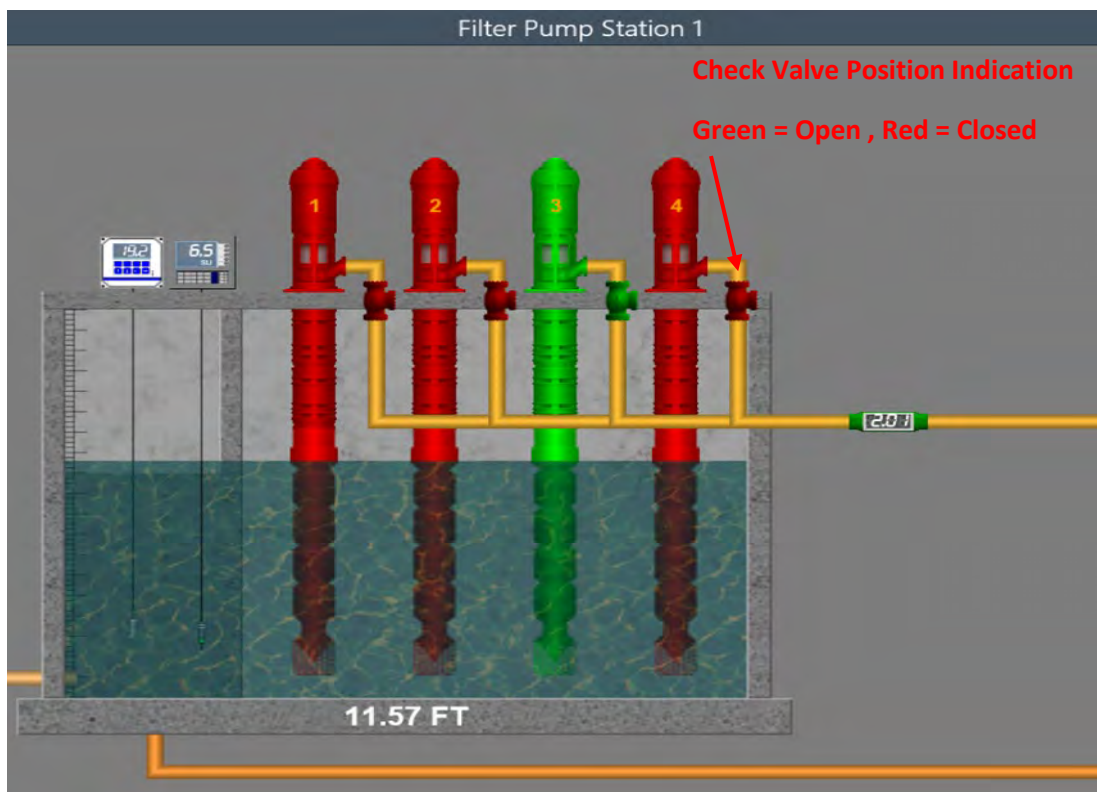 Filter Pump Station 1
Check Valve Position Indication
Green = Open , Red = Closed
1
2
3
4
19.2
6.5
SU
2.01
11.57 FT